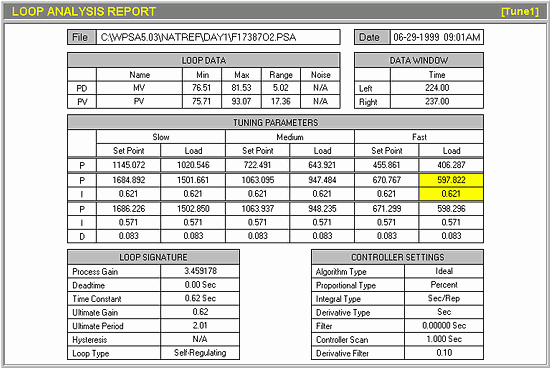 LOOP ANALYSIS REPORT [Tune1]
File C:\WPSA5.03\NATREF\DAY1\F17387O2.PSA Date 06-29-1999 09:01AM
LOOP DATA
Name Min Max Range Noise
PD MV 76.51 81.53 5.02 N/A
PV PV 75.71 93.07 17.36 N/A
DATA WINDOW
Time
Left 224.00
Right 237.00
TUNING PARAMETERS
Slow Medium Fast
Set Point Load Set Point Load Set Point Load
P 1145.072 1020.546 722.491 643.921 455.861 406.287
P 1684.892 1501.661 1063.095 947.484 670.767 597.822
I 0.621 0.621 0.621 0.621 0.621 0.621
P 1686.226 1502.850 1063.937 948.235 671.299 598.296
I 0.571 0.571 0.571 0.571 0.571 0.571
D 0.083 0.083 0.083 0.083 0.083 0.083
LOOP SIGNATURE
Process Gain 3.459178
Deadtime 0.00 Sec
Time Constant 0.62 Sec
Ultimate Gain 0.62
Ultimate Period 2.01
Hysteresis N/A
Loop Type Self-Regulating
CONTROLLER SETTINGS
Algorithm Type Ideal
Proportional Type Percent
Integral Type Sec/Rep
Derivative Type Sec
Filter 0.00000 Sec
Controller Scan 1.000 Sec
Derivative Filter 0.10